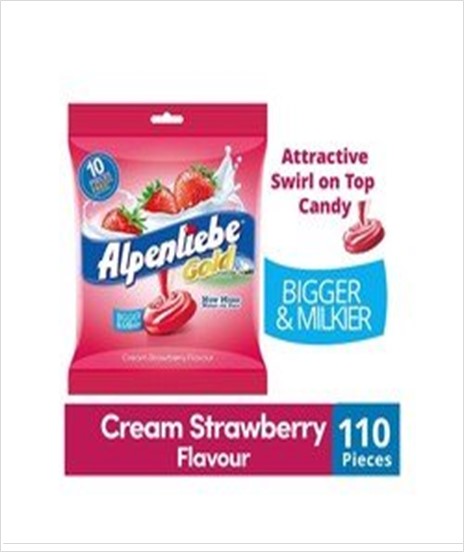 10
Alpenliebe
Gold
Cream Strawberry Flavour
Attractive
Swirl on Top
Candy
BIGGER
& MILKIER
Cream Strawberry
Flavour
110
Pieces